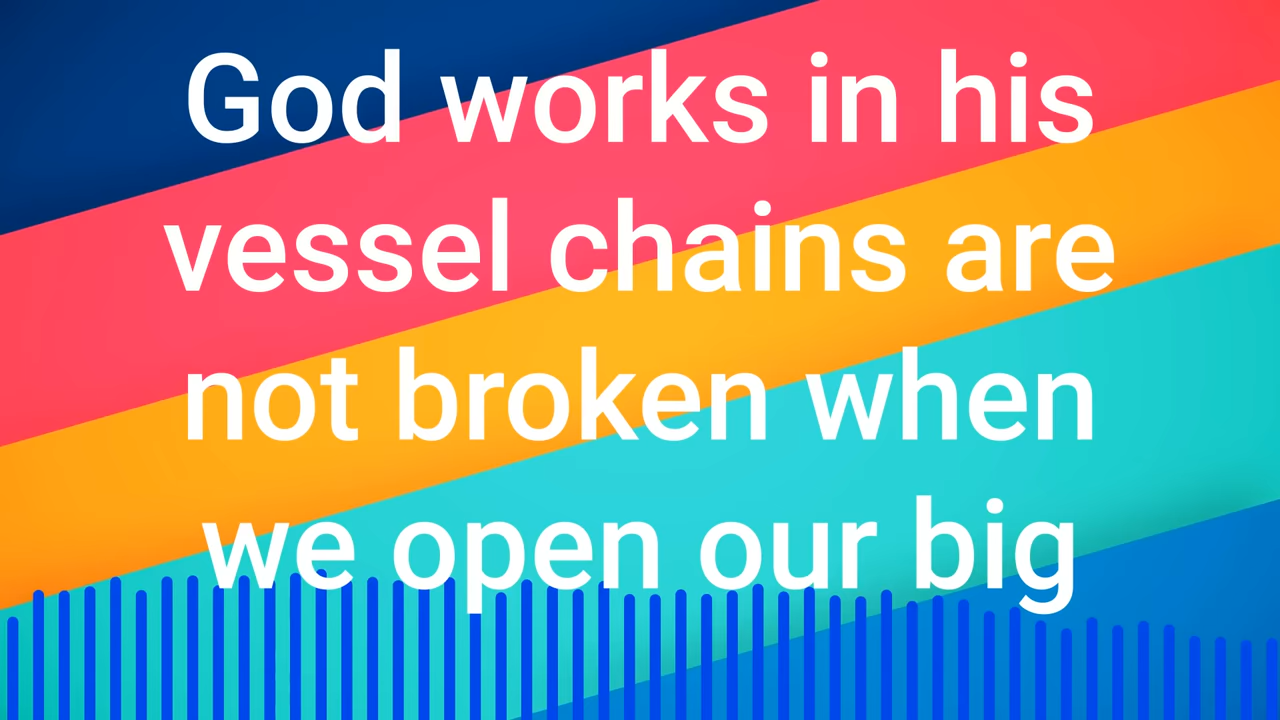 God works in his
vessel chains are
not broken when
we open our big